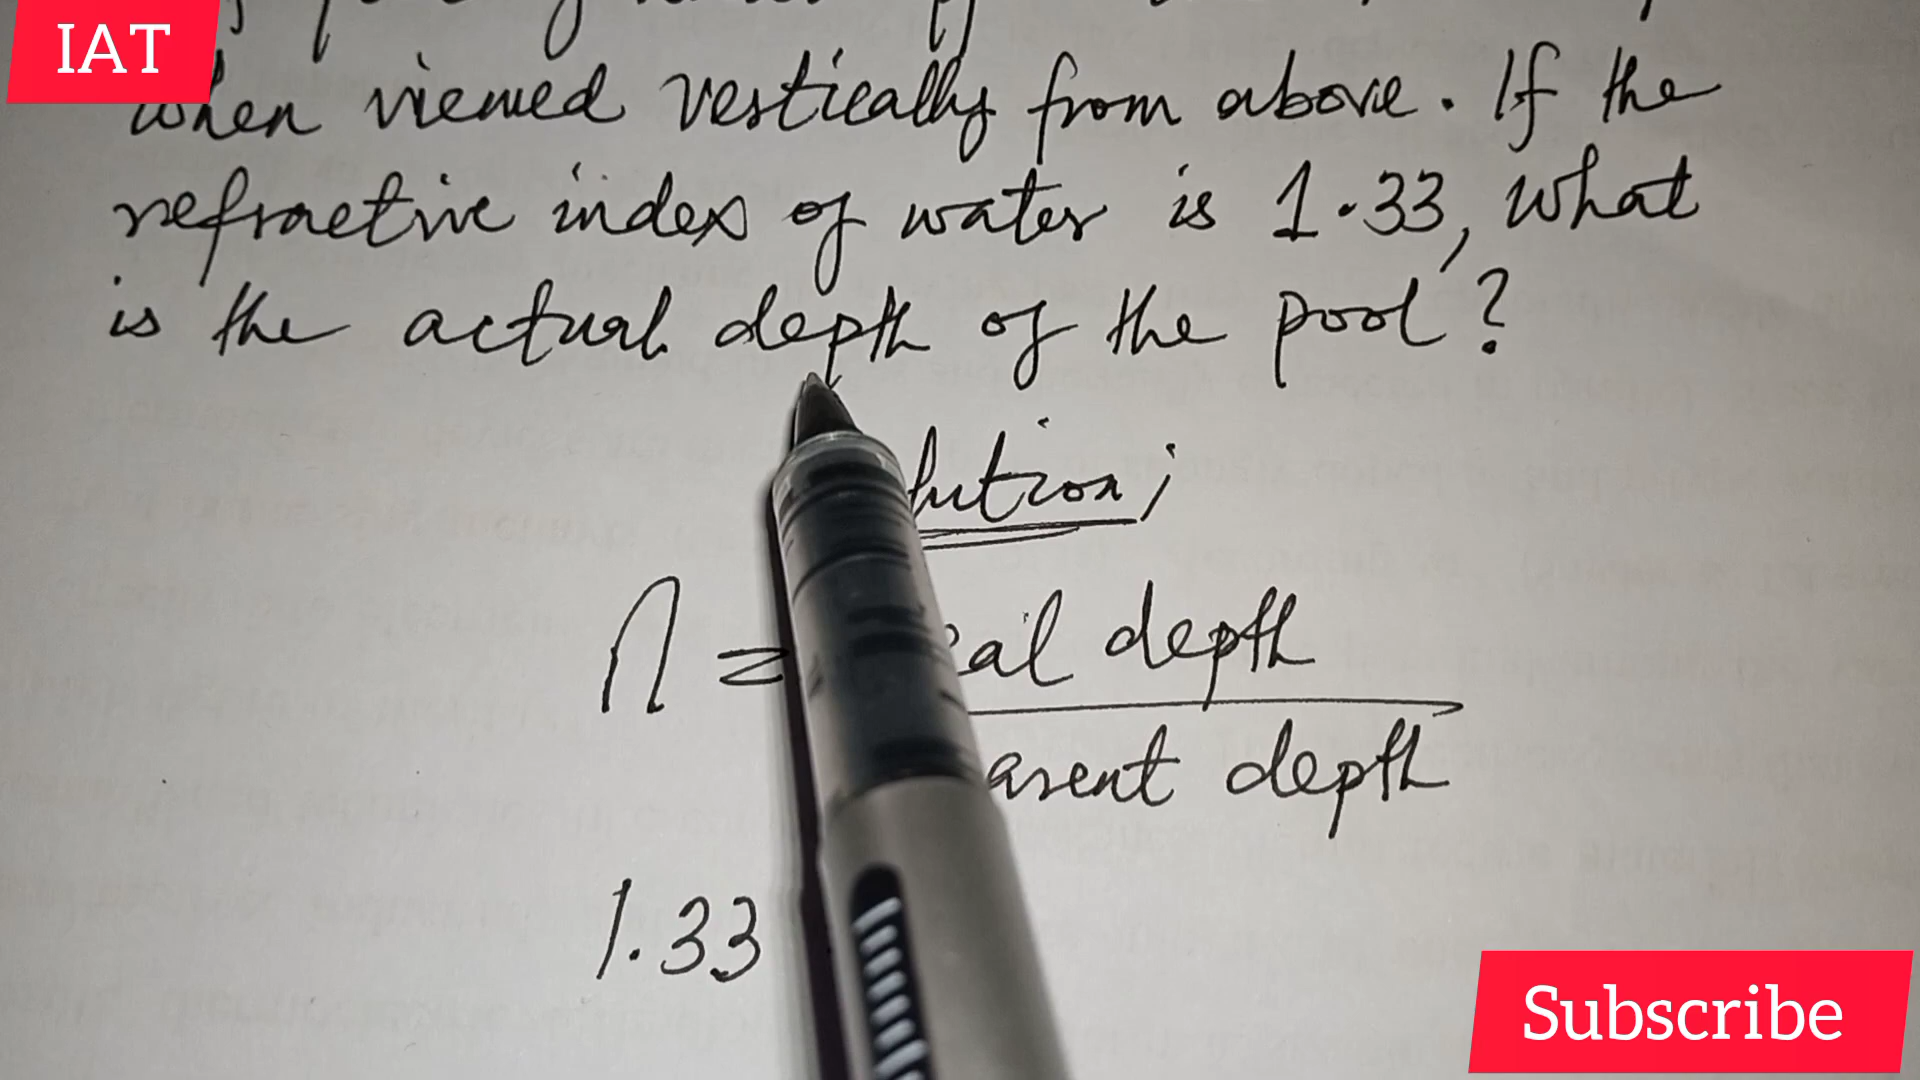 IAT
when viewed vertically from above. If the
refractive index of water is 1.33, what
is the actual depth of the pool?
lution;
n = eal depth
arent depth
1.33
Subscribe